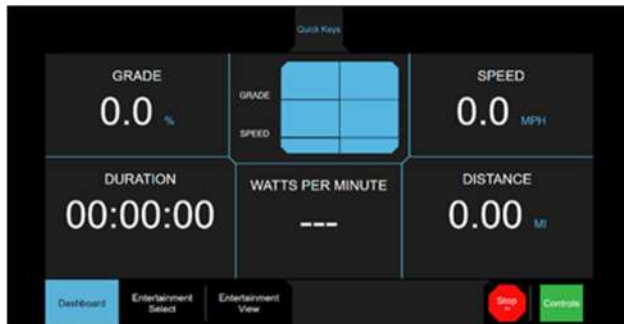 Quick Keys
GRADE
0.0 %
GRADE
SPEED
SPEED
0.0 MPH
DURATION
00:00:00
WATTS PER MINUTE
---
DISTANCE
0.00 MI
Dashboard
Entertainment
Select
Entertainment
View
Stop
Controls